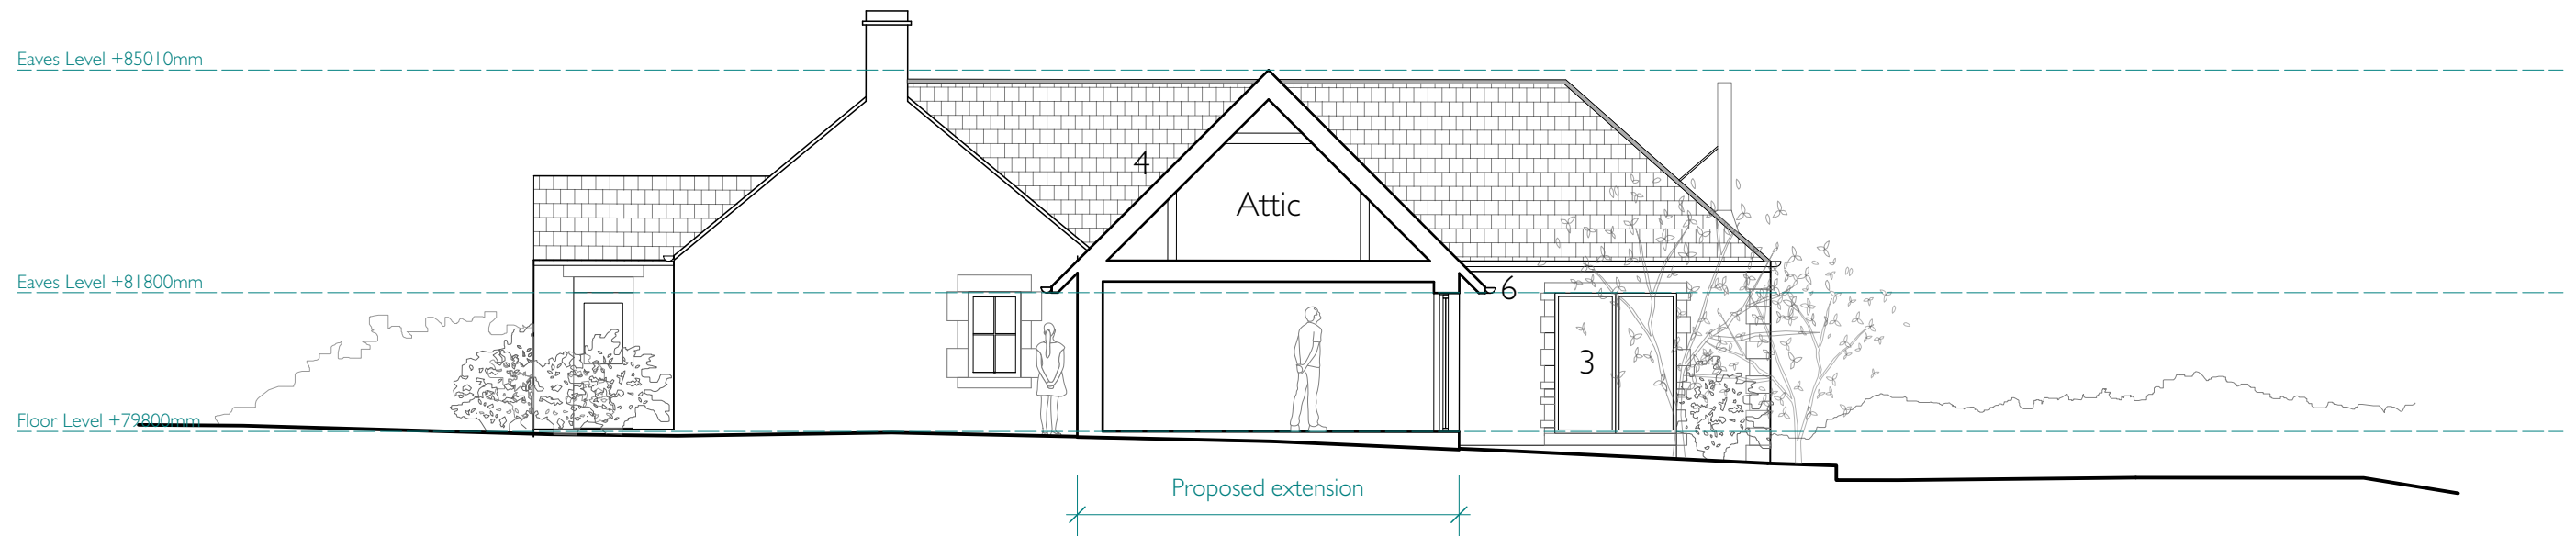 Eaves Level +85010mm
4
Attic
Eaves Level +81800mm
6
3
Floor Level +79800mm
Proposed extension